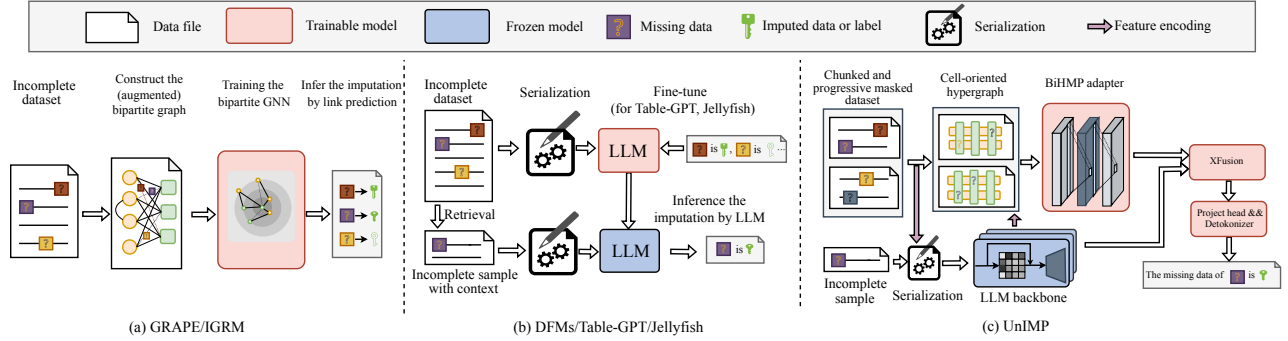 Data file
Trainable model
Frozen model
?
Missing data
Imputed data or label
Serialization
Feature encoding
Incomplete
dataset
Construct the
(augmented)
bipartite graph
Training the
bipartite GNN
Infer the imputation
by link prediction
?
?
?
?
?
?
(a) GRAPE/IGRM
Incomplete
dataset
Serialization
Fine-tune
(for Table-GPT, Jellyfish)
?
?
?
LLM
? is , ? is ...
Retrieval
Inference the
imputation by LLM
?
LLM
? is
Incomplete sample
with context
(b) DFMs/Table-GPT/Jellyfish
Chunked and
progressive masked
dataset
Cell-oriented
hypergraph
BiHMP adapter
?
?
?
?
?
?
?
XFusion
Project head &&
Detokonizer
?
The missing data of ? is
Incomplete
sample
Serialization
LLM backbone
(c) UnIMP